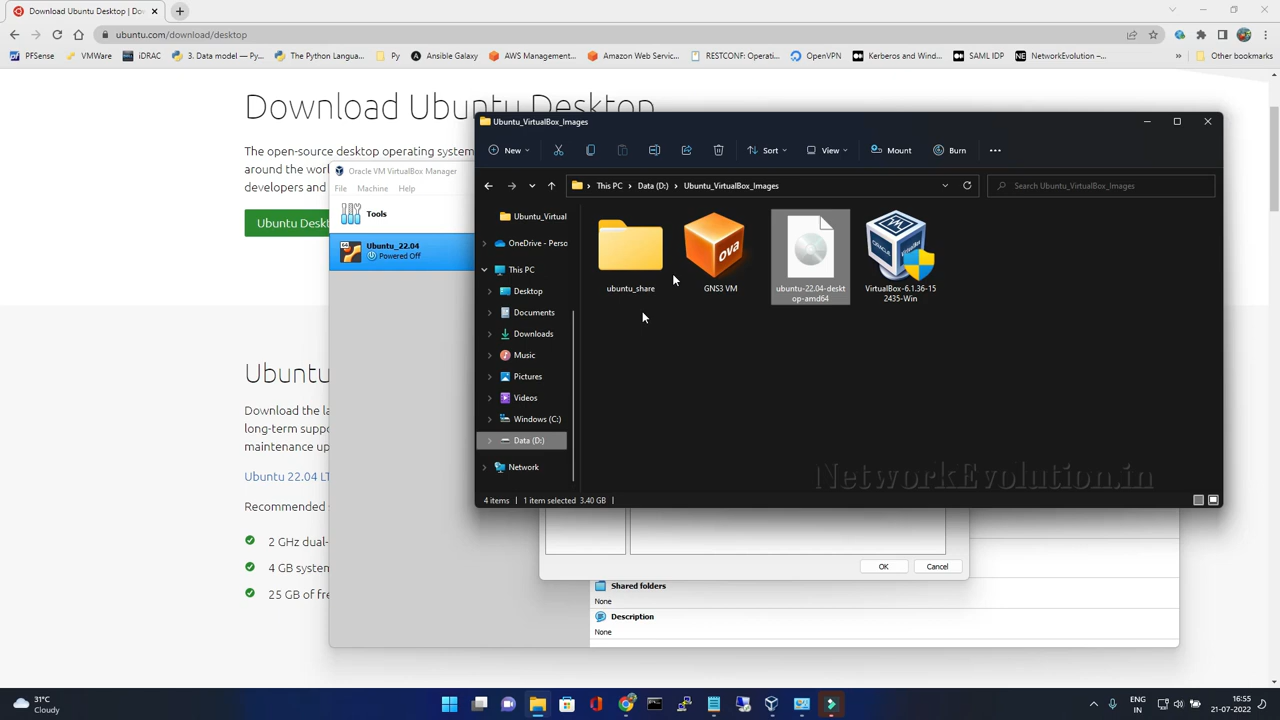 Download Ubuntu Desktop | Do
ubuntu.com/download/desktop
PFSense
VMWare
iDRAC
3. Data model — Py...
The Python Langua...
Py
Ansible Galaxy
AWS Management...
Amazon Web Servic...
RESTCONF: Operati...
OpenVPN
Kerberos and Wind...
SAML IDP
NetworkEvolution –...
»
Other bookmarks
Download Ubuntu Desktop
The open-source desktop operating system
around the world
developers and
Ubuntu Deskt
Ubuntu
Download the la
long-term suppo
maintenance up
Ubuntu 22.04 LT
Recommended
2 GHz dual-
4 GB system
25 GB of fre
Oracle VM VirtualBox Manager
File Machine Help
Tools
64
Ubuntu_22.04
Powered Off
Ubuntu_VirtualBox_Images
New
Sort
View
Mount
Burn
This PC > Data (D:) > Ubuntu_VirtualBox_Images
Search Ubuntu_VirtualBox_Images
Ubuntu_Virtual
OneDrive - Perso
This PC
Desktop
Documents
Downloads
Music
Pictures
Videos
Windows (C:)
Data (D:)
Network
ova
ubuntu_share
GNS3 VM
ubuntu-22.04-deskt
op-amd64
VirtualBox-6.1.36-15
2435-Win
NetworkEvolution.in
4 items
1 item selected 3.40 GB
OK
Cancel
Shared folders
None
Description
None
31°C
Cloudy
ENG
IN
16:55
21-07-2022